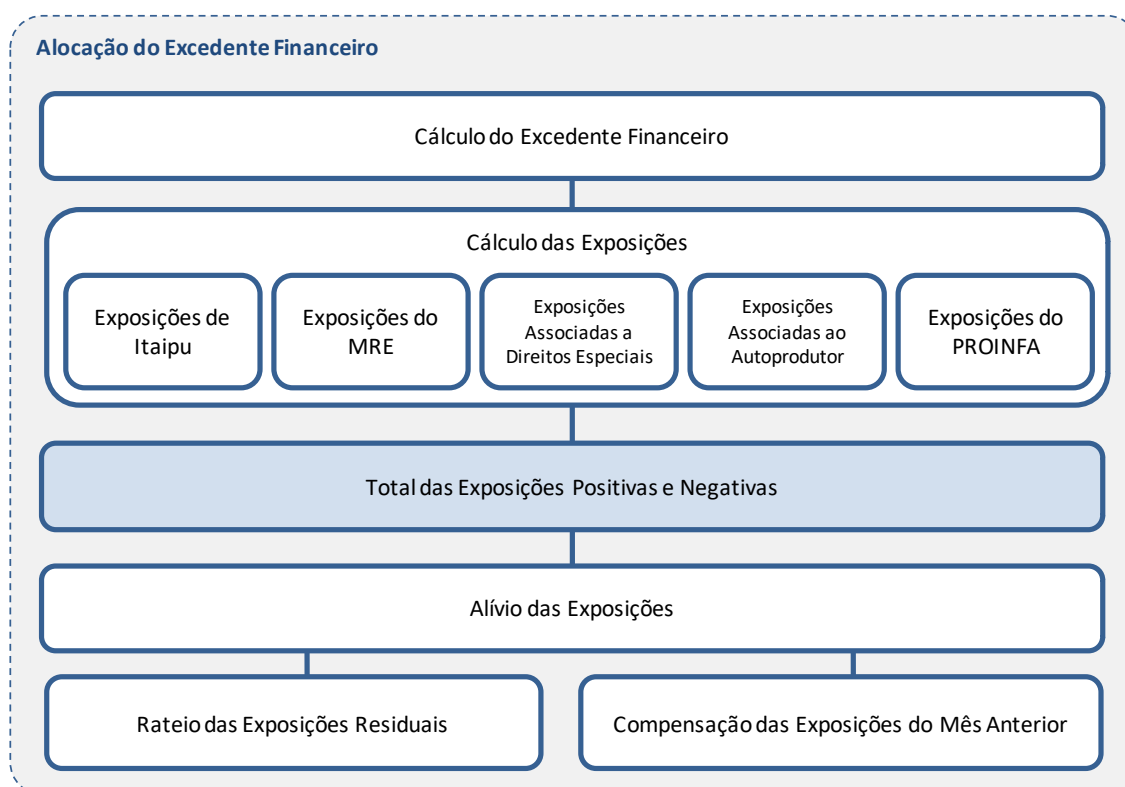 Alocação do Excedente Financeiro
Cálculo do Excedente Financeiro
Cálculo das Exposições
Exposições de
Itaipu
Exposições do
MRE
Exposições
Associadas a
Direitos Especiais
Exposições
Associadas ao
Autoprodutor
Exposições do
PROINFA
Total das Exposições Positivas e Negativas
Alívio das Exposições
Rateio das Exposições Residuais
Compensação das Exposições do Mês Anterior